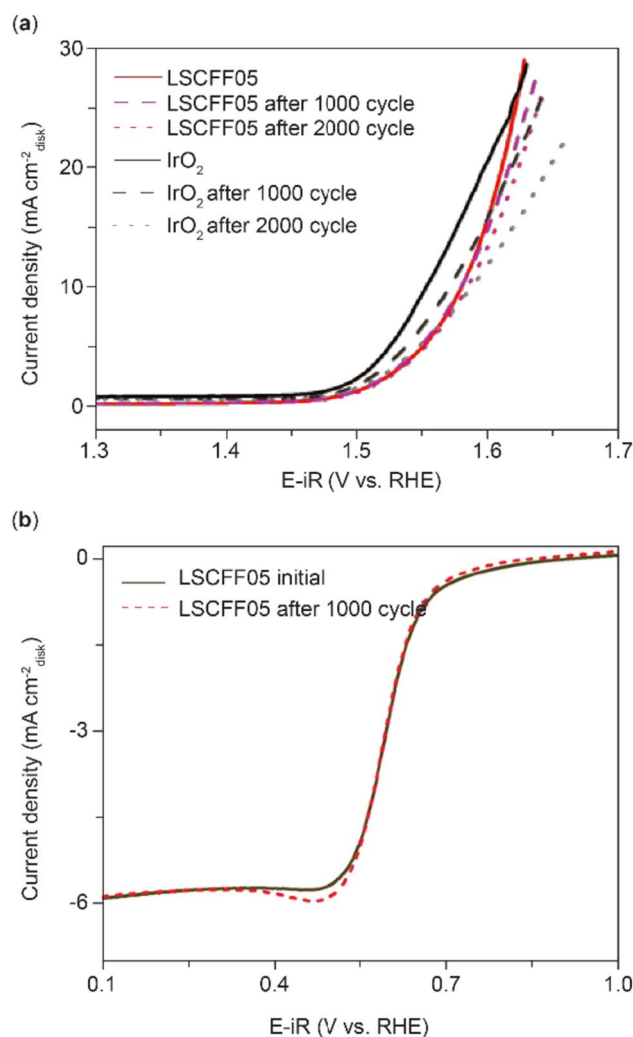 (a)
30
20
10
0
Current density (mA cm⁻²disk)
LSCFF05
LSCFF05 after 1000 cycle
LSCFF05 after 2000 cycle
IrO₂
IrO₂ after 1000 cycle
IrO₂ after 2000 cycle
1.3 1.4 1.5 1.6 1.7
E-iR (V vs. RHE)
(b)
0
-3
-6
Current density (mA cm⁻²disk)
LSCFF05 initial
LSCFF05 after 1000 cycle
0.1 0.4 0.7 1.0
E-iR (V vs. RHE)